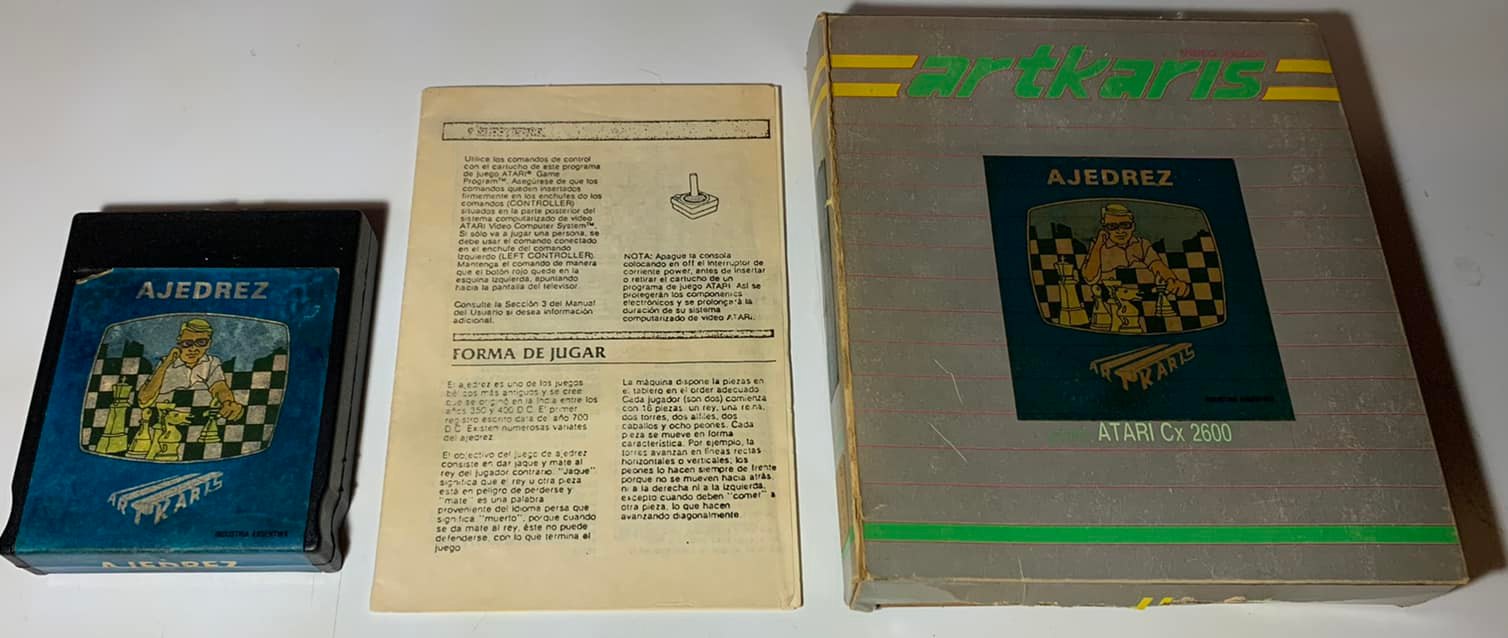 AJEDREZ
ARTKARIS
INDUSTRIA ARGENTINA
AJEDREZ
Utilice los comandos de control
con el cartucho de este programa
de juego ATARI® Game
Program™. Asegúrese de que los
comandos queden insertados
firmemente en los enchufes de los
comandos (CONTROLLER)
situados en la parte posterior del
sistema computarizado de video
ATARI Video Computer System™.
Si sólo va a jugar una persona, se
debe usar el comando conectado
en el enchufe del comando
izquierdo (LEFT CONTROLLER).
Mantenga el comando de manera
que el botón rojo quede en la
esquina izquierda, apuntando
hacia la pantalla del televisor.
Consulte la Sección 3 del Manual
del Usuario si desea información
adicional.
NOTA: Apague la consola
colocando en off el interruptor de
corriente power, antes de insertar
o retirar el cartucho de un
programa de juego ATARI. Así se
protegerán los componentes
electrónicos y se prolongará la
duración de su sistema
computarizado de video ATARI.
FORMA DE JUGAR
El ajedrez es uno de los juegos
bélicos más antiguos y se cree
que se originó en la India entre los
años 350 y 400 D.C. El primer
registro escrito data del año 700
D.C. Existen numerosas variates
del ajedrez
El objectivo del juego de ajedrez
consiste en dar jaque y mate al
rey del jugador contrario. "Jaque"
significa que el rey u otra pieza
está en peligro de perderse y
"mate" es una palabra
proveniente del idioma persa que
significa "muerto", porque cuando
se da mate al rey, éste no puede
defenderse, con lo que termina el
juego
La máquina dispone la piezas en
el tablero en el order adecuado.
Cada jugador (son dos) comienza
con 16 piezas: un rey, una reina,
dos torres, dos alfiles, dos
caballos y ocho peones. Cada
pieza se mueve en forma
característica. Por ejemplo, la
torres avanzan en líneas rectas
horizontales o verticales; los
peones lo hacen siempre de frente
porque no se mueven hacia atrás,
ni a la derecha ni a la izquierda,
excepto cuando deben "comer" a
otra pieza, lo que hacen
avanzando diagonalmente.
VIDEO JUEGOS
artkaris
AJEDREZ
ARTKARIS
INDUSTRIA ARGENTINA
ATARI Cx 2600